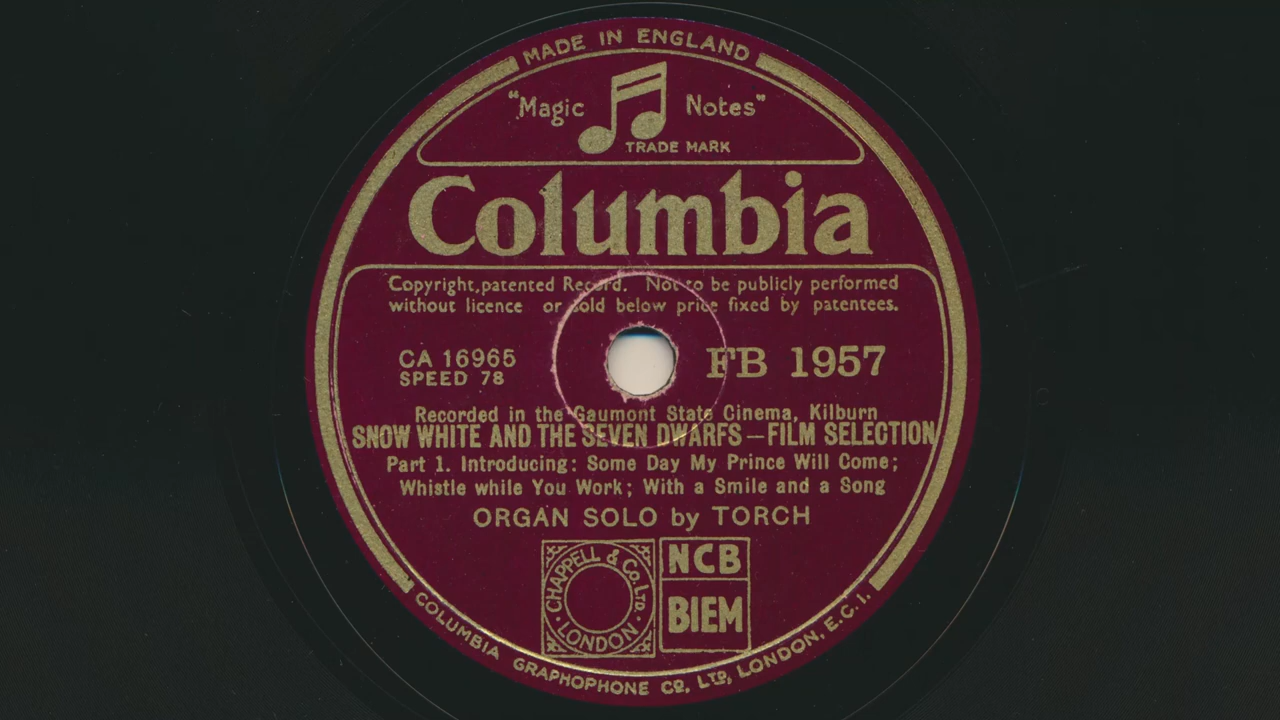 MADE IN ENGLAND
"Magic Notes"
TRADE MARK
Columbia
Copyright, patented Record. Not to be publicly performed
without licence or sold below price fixed by patentees.
CA 16965
SPEED 78
FB 1957
Recorded in the Gaumont State Cinema, Kilburn
SNOW WHITE AND THE SEVEN DWARFS — FILM SELECTION
Part 1. Introducing: Some Day My Prince Will Come;
Whistle while You Work; With a Smile and a Song
ORGAN SOLO by TORCH
CHAPPELL & CO. LTD.
· LONDON ·
NCB
BIEM
COLUMBIA GRAPHOPHONE CO. LTD, LONDON, E.C.1.